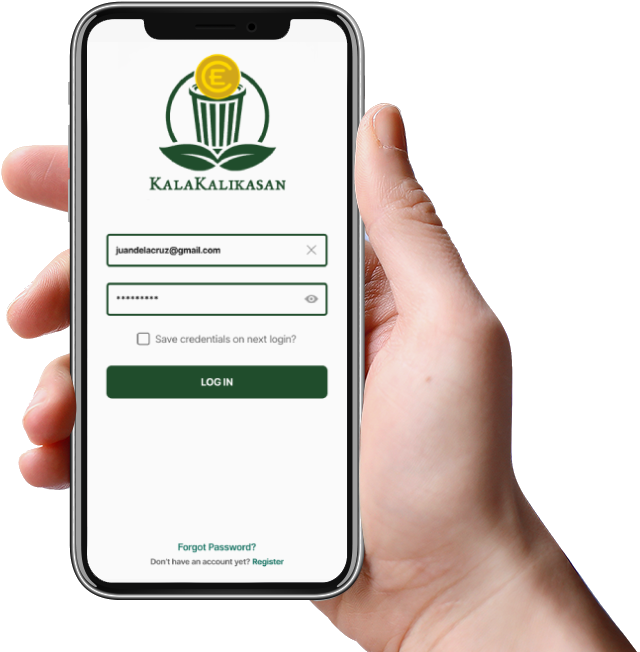 CE
KALAKALIKASAN
juandelacruz@gmail.com
•••••••••
Save credentials on next login?
LOG IN
Forgot Password?
Don't have an account yet? Register